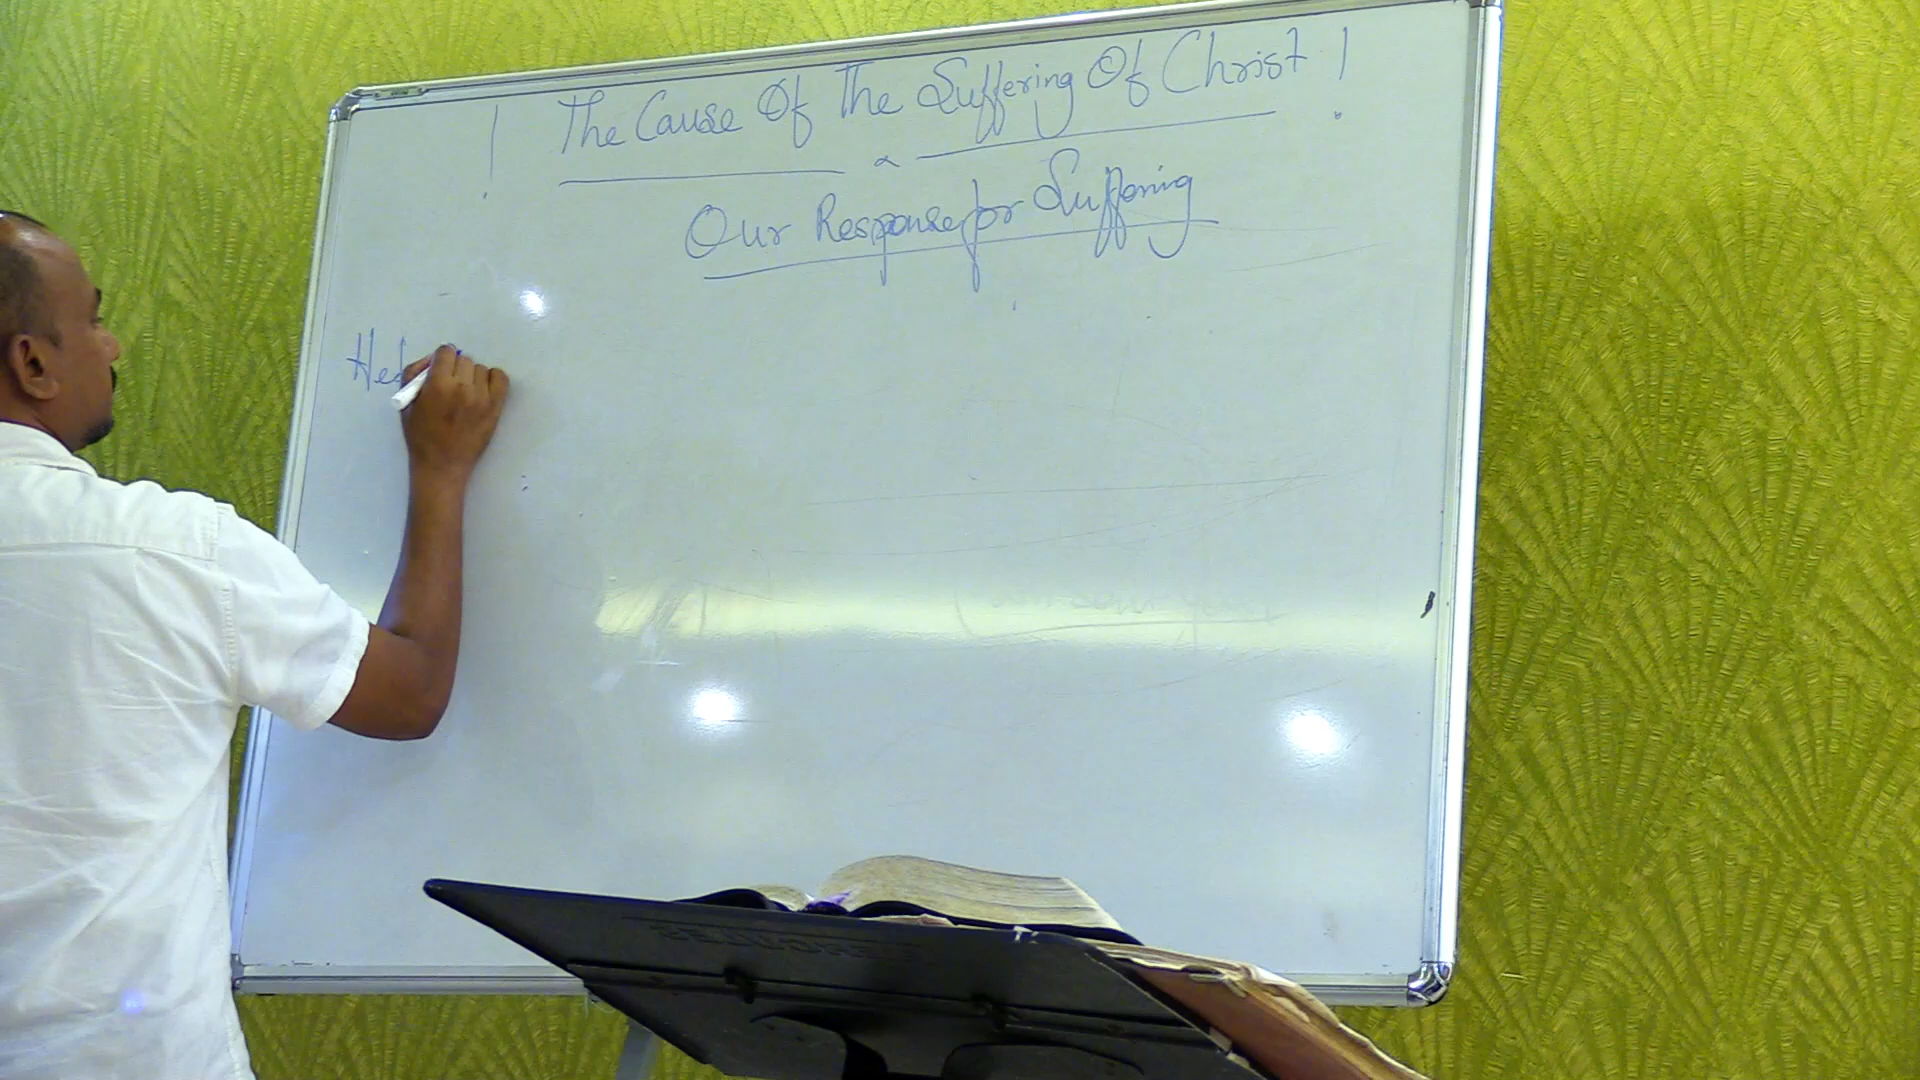 ! The Cause Of The Suffering Of Christ !
Our Response for Suffering